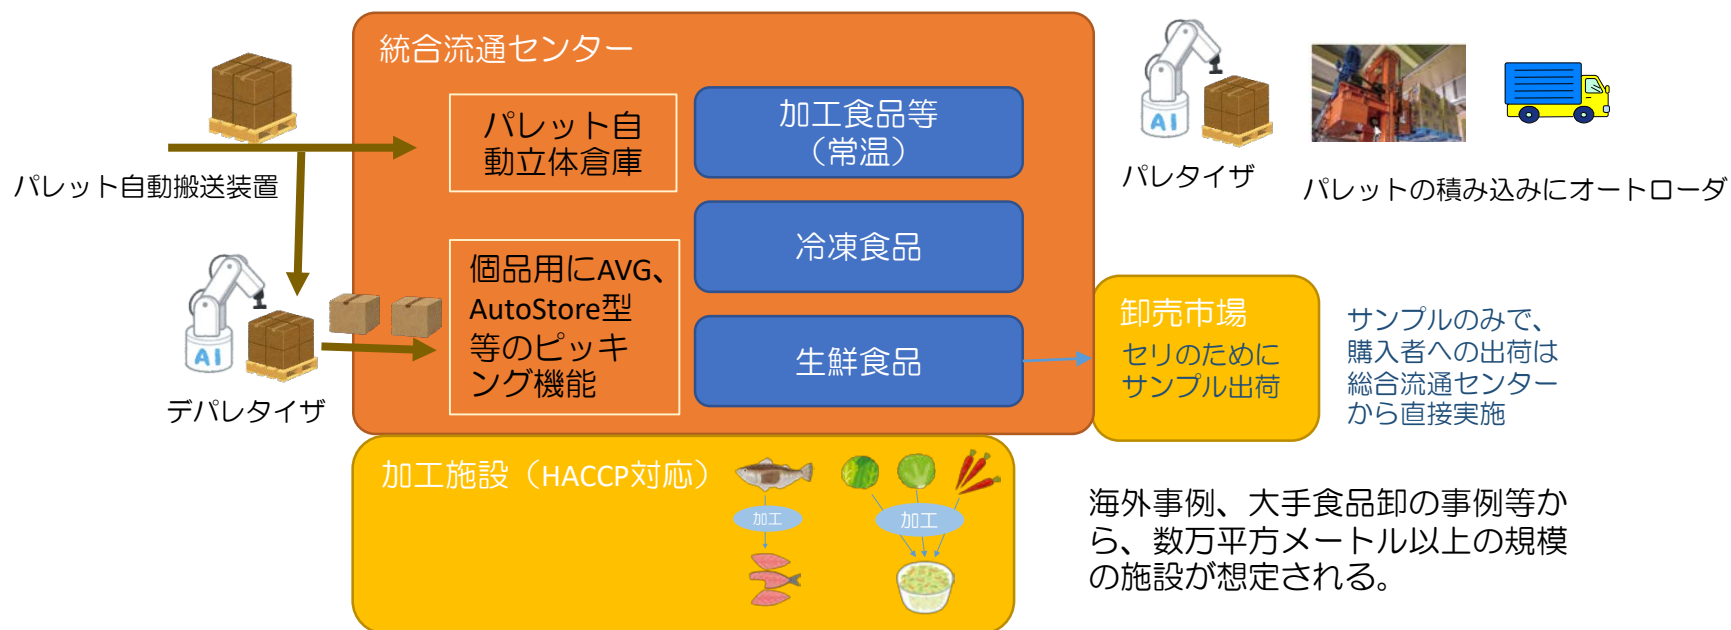 統合流通センター
パレット自動搬送装置
パレット自
動立体倉庫
加工食品等
（常温）
冷凍食品
生鮮食品
個品用にAVG、
AutoStore型
等のピッキ
ング機能
AI
デパレタイザ
AI
パレタイザ
パレットの積み込みにオートローダ
卸売市場
セリのために
サンプル出荷
サンプルのみで、
購入者への出荷は
総合流通センター
から直接実施
加工施設（HACCP対応）
加工
加工
海外事例、大手食品卸の事例等か
ら、数万平方メートル以上の規模
の施設が想定される。